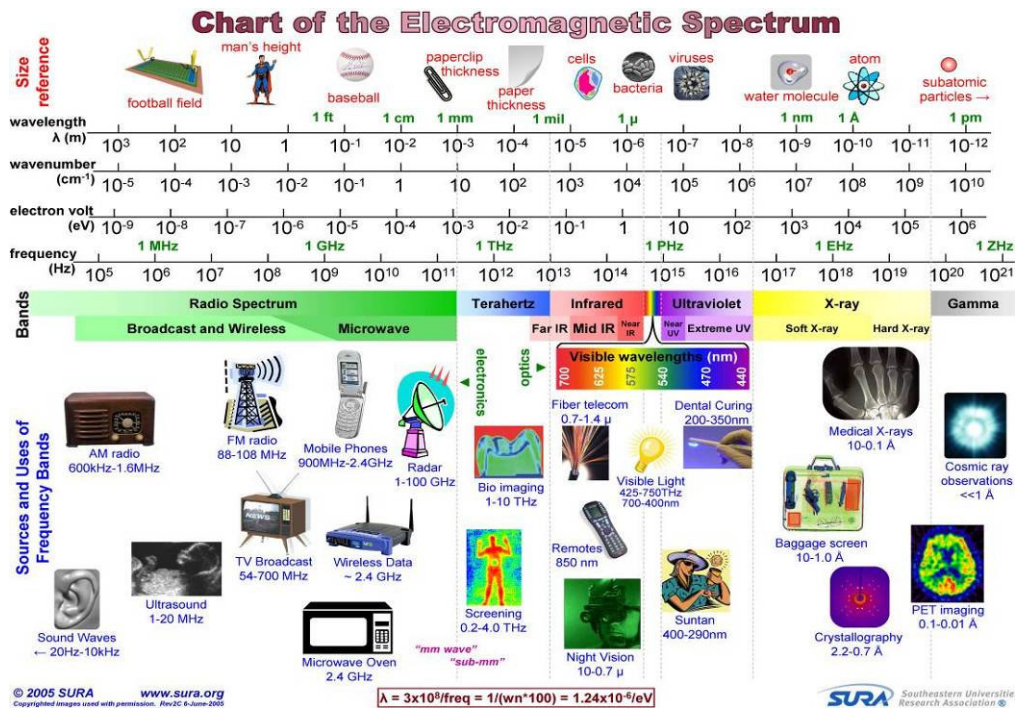 Chart of the Electromagnetic Spectrum
Size reference
football field
man's height
baseball
paperclip thickness
paper thickness
cells
bacteria
viruses
water molecule
atom
subatomic particles →
wavelength λ (m)
1 ft 1 cm 1 mm 1 mil 1 µ 1 nm 1 Å 1 pm
10³ 10² 10 1 10⁻¹ 10⁻² 10⁻³ 10⁻⁴ 10⁻⁵ 10⁻⁶ 10⁻⁷ 10⁻⁸ 10⁻⁹ 10⁻¹⁰ 10⁻¹¹ 10⁻¹²
wavenumber (cm⁻¹)
10⁻⁵ 10⁻⁴ 10⁻³ 10⁻² 10⁻¹ 1 10 10² 10³ 10⁴ 10⁵ 10⁶ 10⁷ 10⁸ 10⁹ 10¹⁰
electron volt (eV)
10⁻⁹ 10⁻⁸ 10⁻⁷ 10⁻⁶ 10⁻⁵ 10⁻⁴ 10⁻³ 10⁻² 10⁻¹ 1 10 10² 10³ 10⁴ 10⁵ 10⁶
frequency (Hz)
1 MHz 1 GHz 1 THz 1 PHz 1 EHz 1 ZHz
10⁵ 10⁶ 10⁷ 10⁸ 10⁹ 10¹⁰ 10¹¹ 10¹² 10¹³ 10¹⁴ 10¹⁵ 10¹⁶ 10¹⁷ 10¹⁸ 10¹⁹ 10²⁰ 10²¹
Bands
Radio Spectrum Terahertz Infrared Ultraviolet X-ray Gamma
Broadcast and Wireless Microwave Far IR Mid IR Near IR Near UV Extreme UV Soft X-ray Hard X-ray
electronics
optics
Visible wavelengths (nm)
700 625 575 540 470 440
Sources and Uses of Frequency Bands
AM radio
600kHz-1.6MHz
FM radio
88-108 MHz
Mobile Phones
900MHz-2.4GHz
Radar
1-100 GHz
Bio imaging
1-10 THz
Fiber telecom
0.7-1.4 µ
Visible Light
425-750THz
700-400nm
Dental Curing
200-350nm
Medical X-rays
10-0.1 Å
Cosmic ray observations
<<1 Å
Sound Waves
← 20Hz-10kHz
Ultrasound
1-20 MHz
NEWS
TV Broadcast
54-700 MHz
Wireless Data
~ 2.4 GHz
Microwave Oven
2.4 GHz
Screening
0.2-4.0 THz
"mm wave"
"sub-mm"
Remotes
850 nm
Night Vision
10-0.7 µ
Suntan
400-290nm
Baggage screen
10-1.0 Å
Crystallography
2.2-0.7 Å
PET imaging
0.1-0.01 Å
© 2005 SURA www.sura.org
Copyrighted images used with permission. Rev2C 6-June-2005
λ = 3x10⁸/freq = 1/(wn*100) = 1.24x10⁻⁶/eV
SURA
Southeastern Universitie
Research Association ®